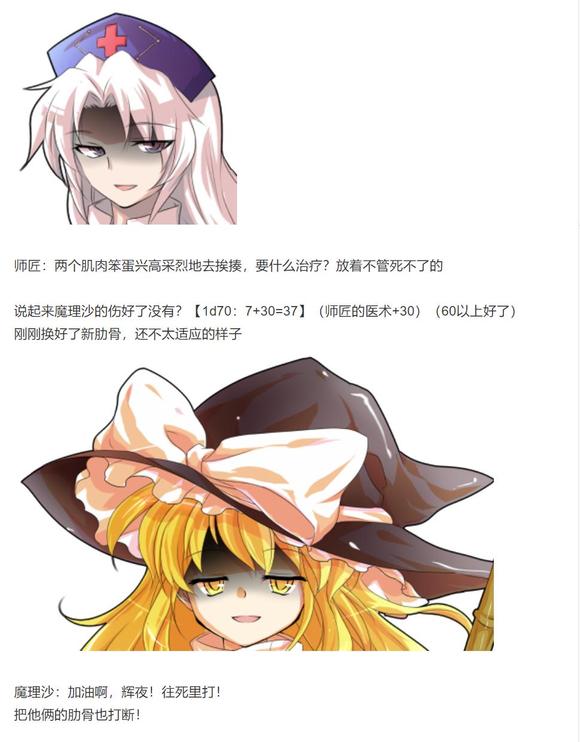 师匠：两个肌肉笨蛋兴高采烈地去挨揍，要什么治疗？放着不管死不了的
说起来魔理沙的伤好了没有？【1d70：7+30=37】（师匠的医术+30）（60以上好了）
刚刚换好了新肋骨，还不太适应的样子
魔理沙：加油啊，辉夜！往死里打！
把他俩的肋骨也打断！